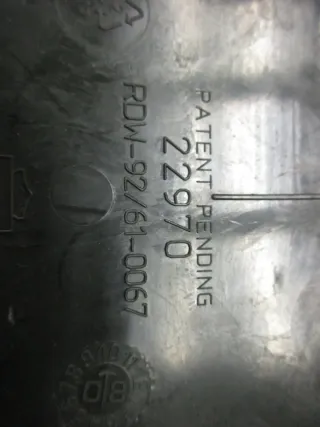 PATENT PENDING
22970
RDW-92/61-0067